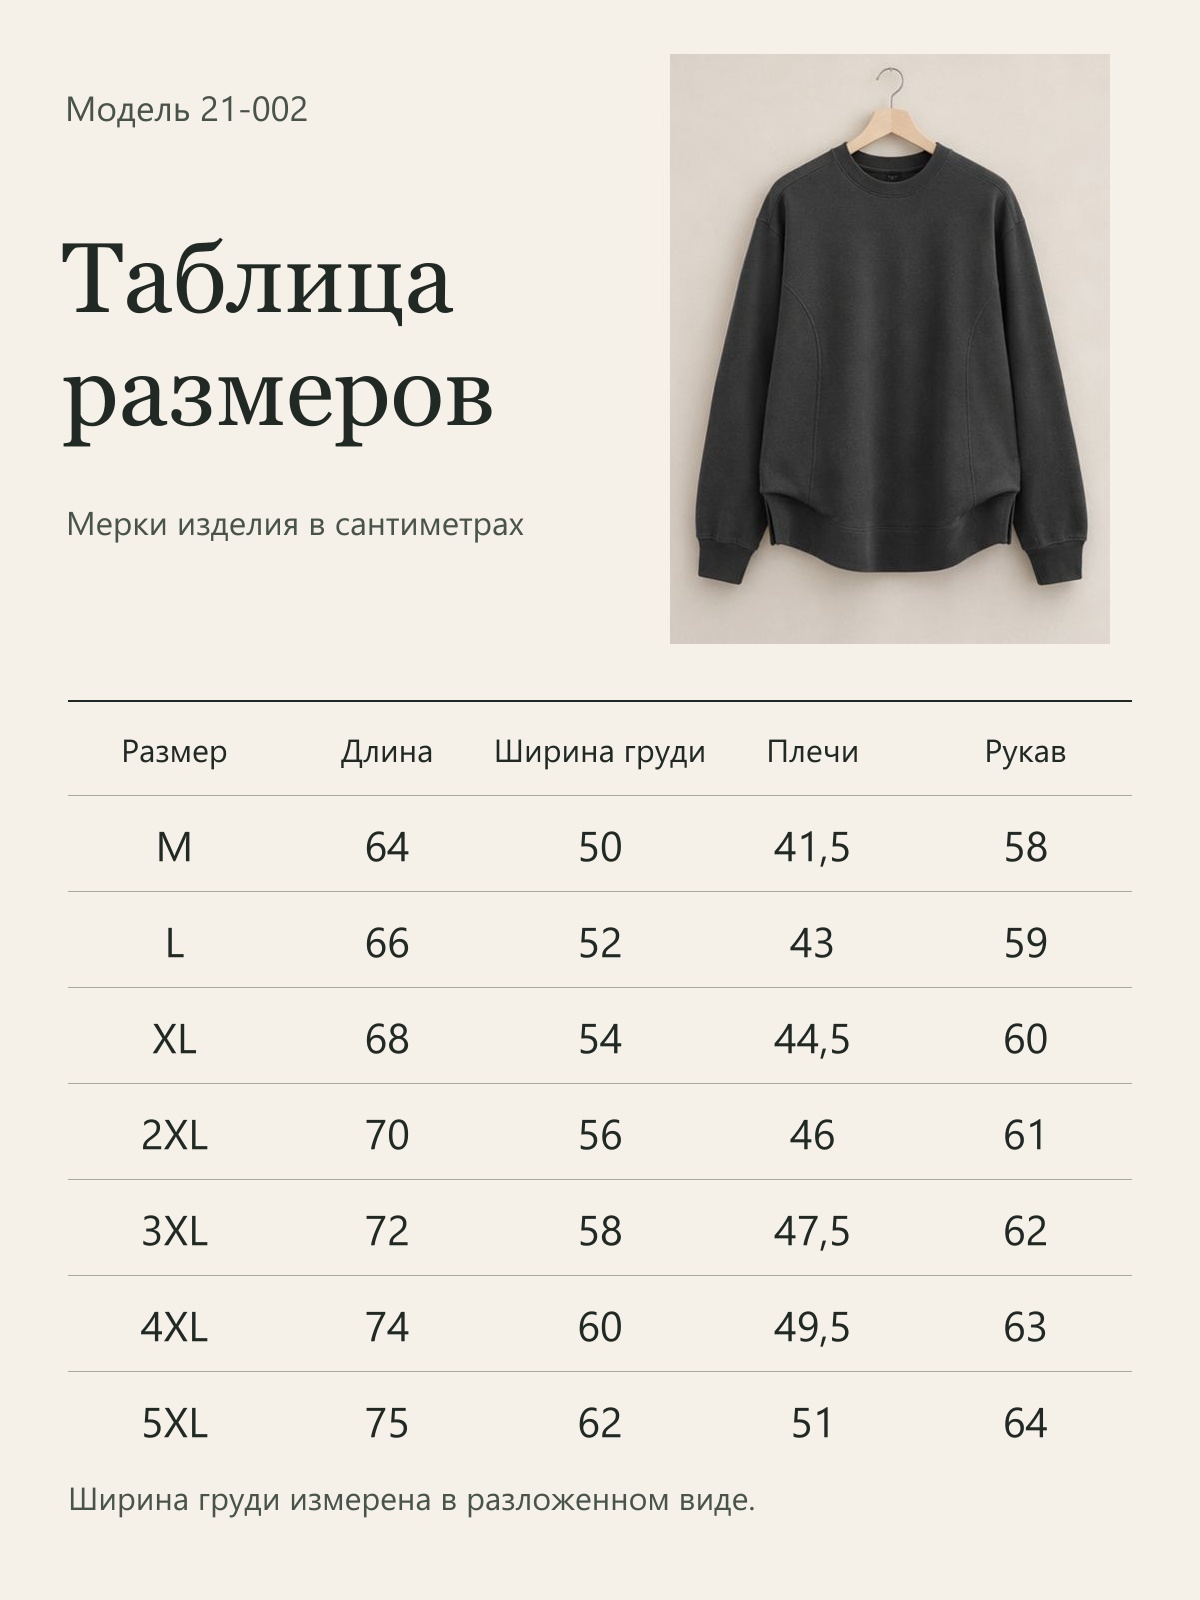 Модель 21-002
Таблица
размеров
Мерки изделия в сантиметрах
Размер Длина Ширина груди Плечи Рукав
M 64 50 41,5 58
L 66 52 43 59
XL 68 54 44,5 60
2XL 70 56 46 61
3XL 72 58 47,5 62
4XL 74 60 49,5 63
5XL 75 62 51 64
Ширина груди измерена в разложенном виде.